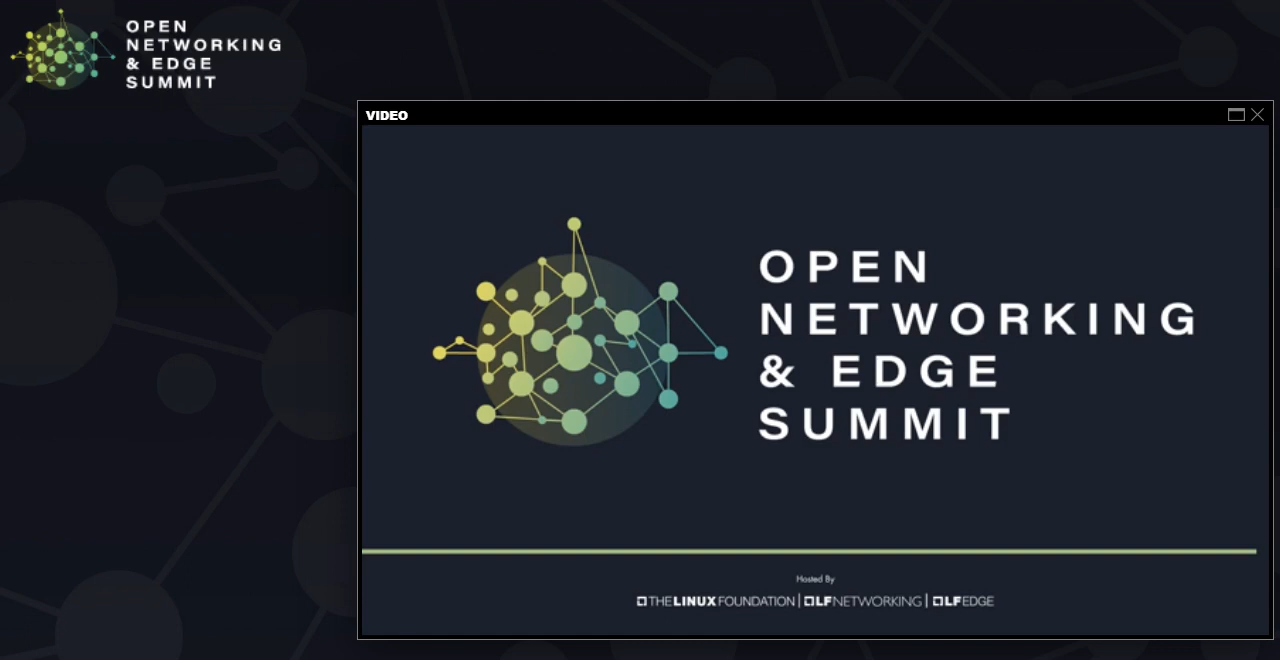 OPEN
NETWORKING
& EDGE
SUMMIT
VIDEO
OPEN
NETWORKING
& EDGE
SUMMIT
Hosted By
THE LINUX FOUNDATION | LF NETWORKING | LF EDGE